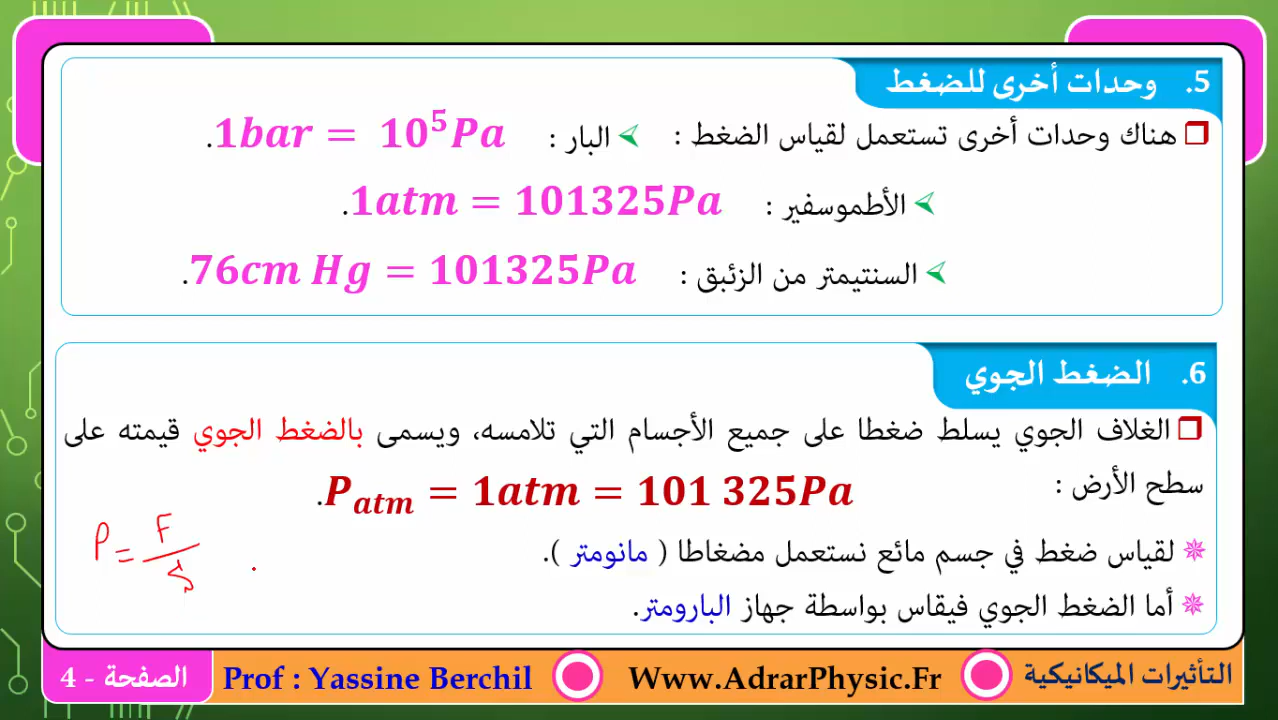 5. وحدات أخرى للضغط
هناك وحدات أخرى تستعمل لقياس الضغط : البار : 1bar = 10⁵Pa.
الأطموسفير : 1atm = 101325Pa.
السنتيمتر من الزئبق : 76cm Hg = 101325Pa.
6. الضغط الجوي
الغلاف الجوي يسلط ضغطا على جميع الأجسام التي تلامسه، ويسمى بالضغط الجوي قيمته على
سطح الأرض : P_atm = 1atm = 101 325Pa.
لقياس ضغط في جسم مائع نستعمل مضغاطا ( مانومتر ).
أما الضغط الجوي فيقاس بواسطة جهاز البارومتر.
P = F/S
التأثيرات الميكانيكية Www.AdrarPhysic.Fr Prof : Yassine Berchil الصفحة - 4